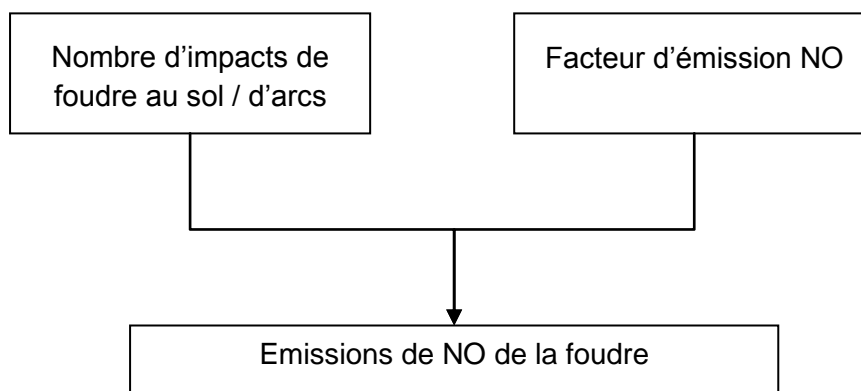 Nombre d’impacts de
foudre au sol / d’arcs
Facteur d’émission NO
Emissions de NO de la foudre